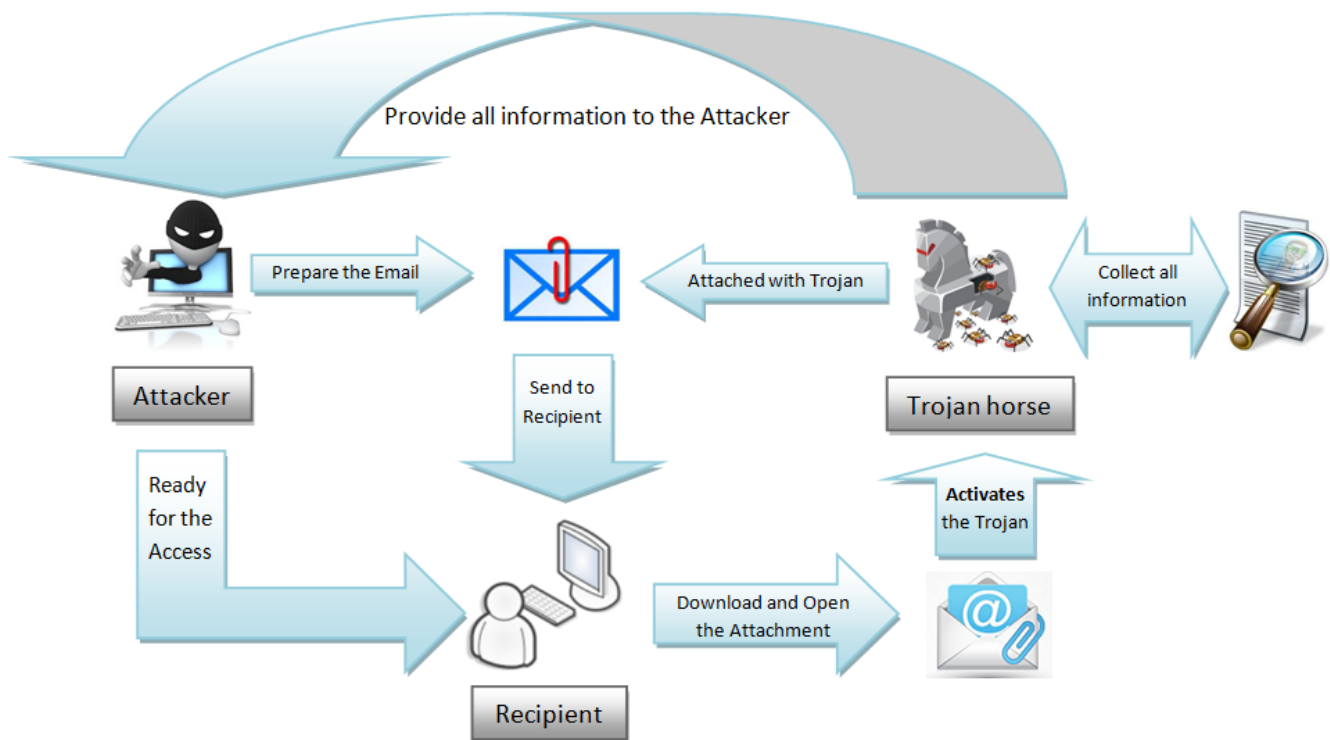 Provide all information to the Attacker
Prepare the Email
Attached with Trojan
Collect all
information
Attacker
Send to
Recipient
Trojan horse
Ready
for the
Access
Activates
the Trojan
Download and Open
the Attachment
@
Recipient